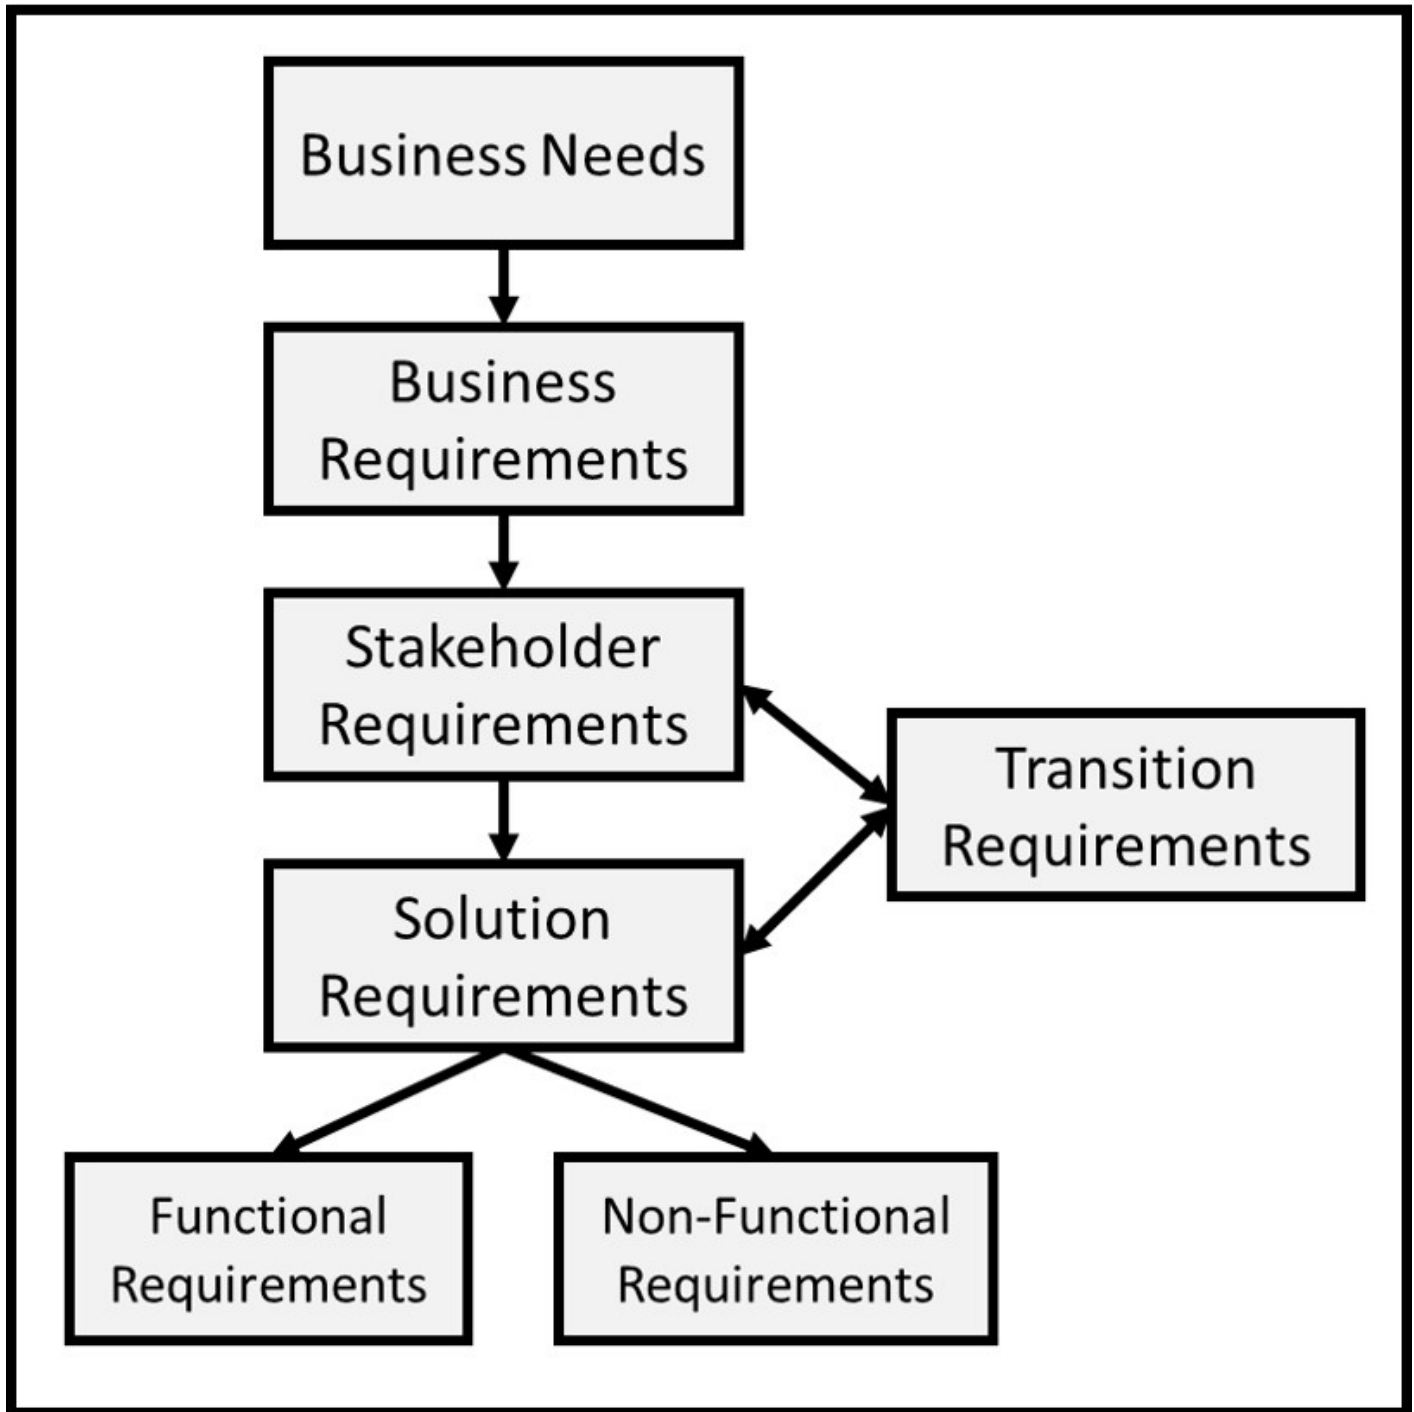 Business Needs
Business
Requirements
Stakeholder
Requirements
Transition
Requirements
Solution
Requirements
Functional
Requirements
Non-Functional
Requirements